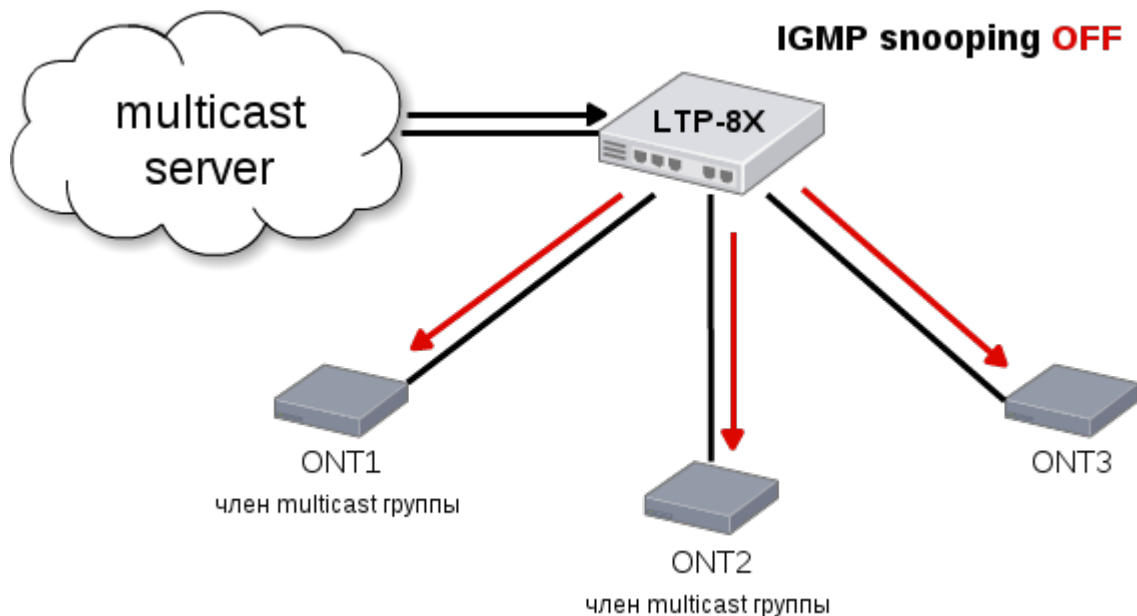 IGMP snooping OFF
multicast
server
LTP-8X
ONT1
член multicast группы
ONT2
член multicast группы
ONT3